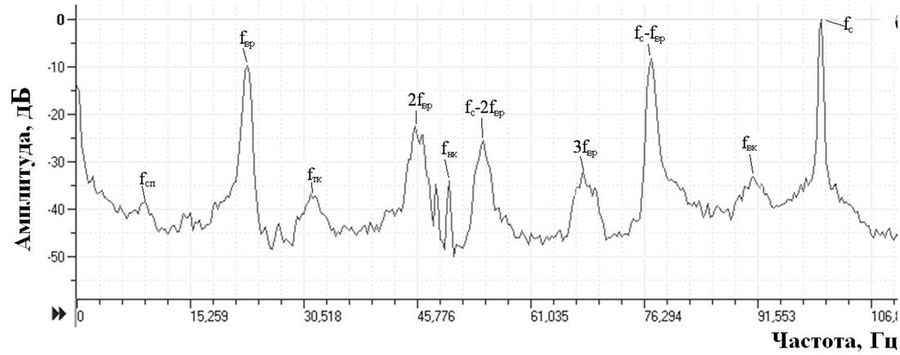 Амплитуда, дБ
0
-10
-20
-30
-40
-50
fсп
fвр
fтк
2fвр
fнк
fс-2fвр
3fвр
fс-fвр
fвк
fс
0 15,259 30,518 45,776 61,035 76,294 91,553 106,8
Частота, Гц